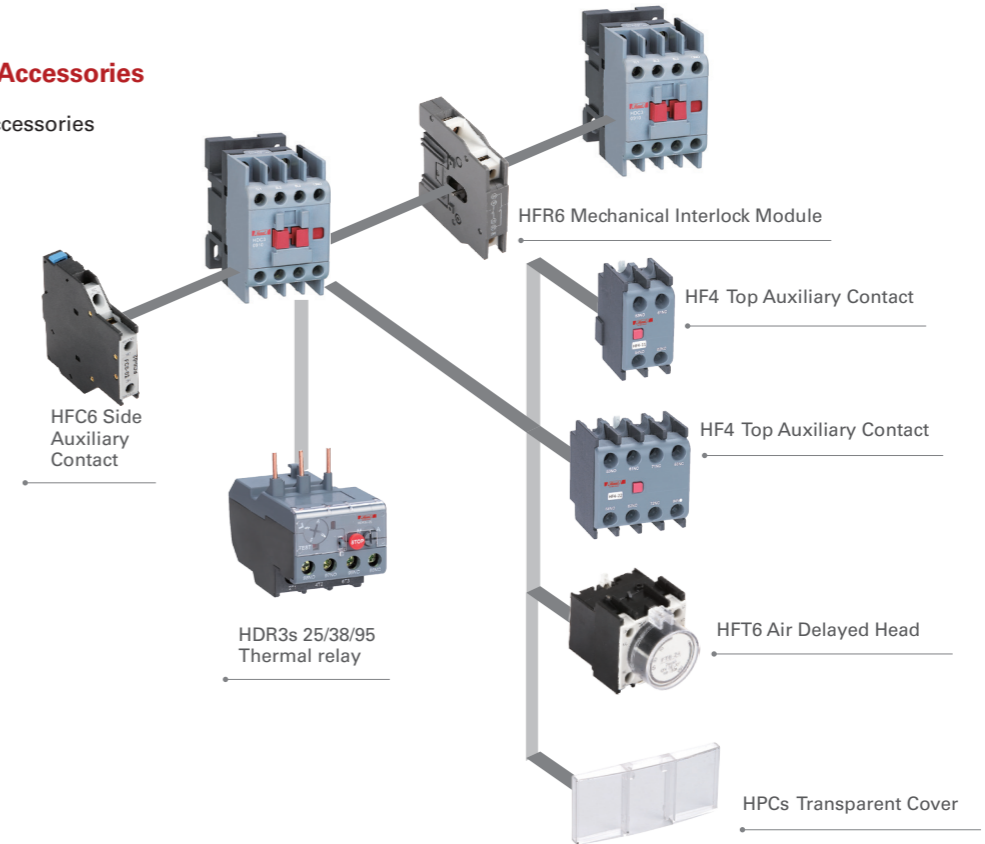 Accessories
ccessories
HFR6 Mechanical Interlock Module
HF4 Top Auxiliary Contact
HFC6 Side
Auxiliary
Contact
HF4 Top Auxiliary Contact
STOP
HDR3s 25/38/95
Thermal relay
HFT6 Air Delayed Head
HPCs Transparent Cover